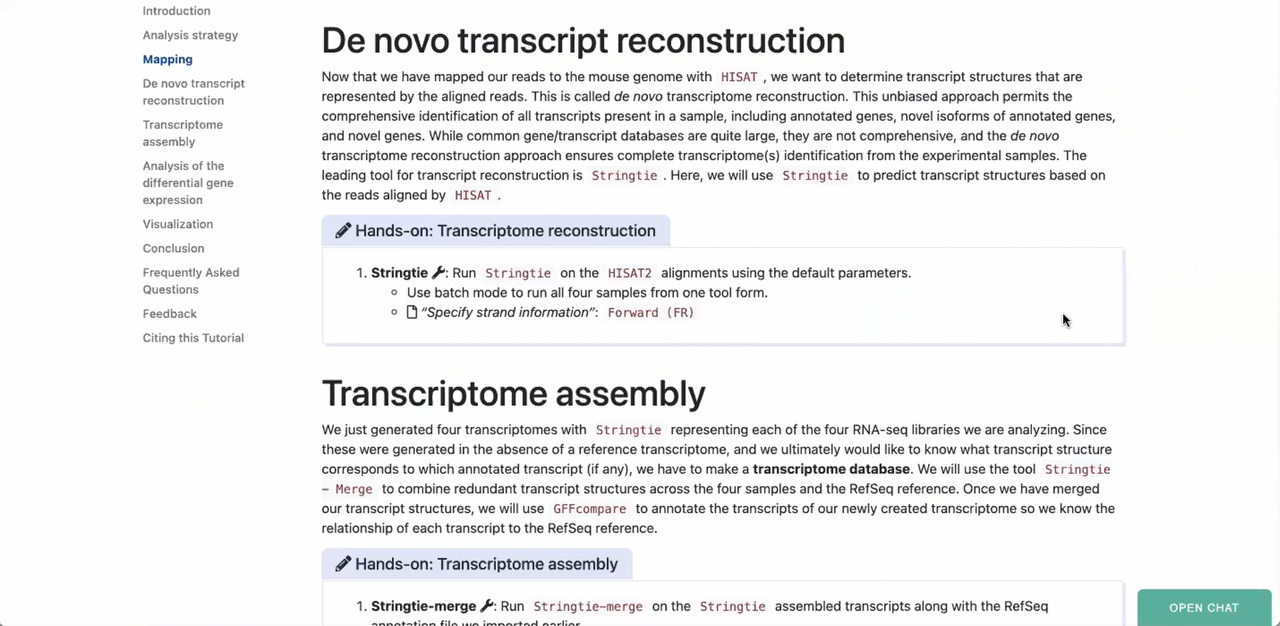 Introduction
Analysis strategy
Mapping
De novo transcript
reconstruction
Transcriptome
assembly
Analysis of the
differential gene
expression
Visualization
Conclusion
Frequently Asked
Questions
Feedback
Citing this Tutorial
De novo transcript reconstruction
Now that we have mapped our reads to the mouse genome with HISAT , we want to determine transcript structures that are
represented by the aligned reads. This is called de novo transcriptome reconstruction. This unbiased approach permits the
comprehensive identification of all transcripts present in a sample, including annotated genes, novel isoforms of annotated genes,
and novel genes. While common gene/transcript databases are quite large, they are not comprehensive, and the de novo
transcriptome reconstruction approach ensures complete transcriptome(s) identification from the experimental samples. The
leading tool for transcript reconstruction is Stringtie . Here, we will use Stringtie to predict transcript structures based on
the reads aligned by HISAT .
Hands-on: Transcriptome reconstruction
1. Stringtie : Run Stringtie on the HISAT2 alignments using the default parameters.
Use batch mode to run all four samples from one tool form.
“Specify strand information”: Forward (FR)
Transcriptome assembly
We just generated four transcriptomes with Stringtie representing each of the four RNA-seq libraries we are analyzing. Since
these were generated in the absence of a reference transcriptome, and we ultimately would like to know what transcript structure
corresponds to which annotated transcript (if any), we have to make a transcriptome database. We will use the tool Stringtie
– Merge to combine redundant transcript structures across the four samples and the RefSeq reference. Once we have merged
our transcript structures, we will use GFFcompare to annotate the transcripts of our newly created transcriptome so we know the
relationship of each transcript to the RefSeq reference.
Hands-on: Transcriptome assembly
1. Stringtie-merge : Run Stringtie-merge on the Stringtie assembled transcripts along with the RefSeq
annotation file we imported earlier
OPEN CHAT